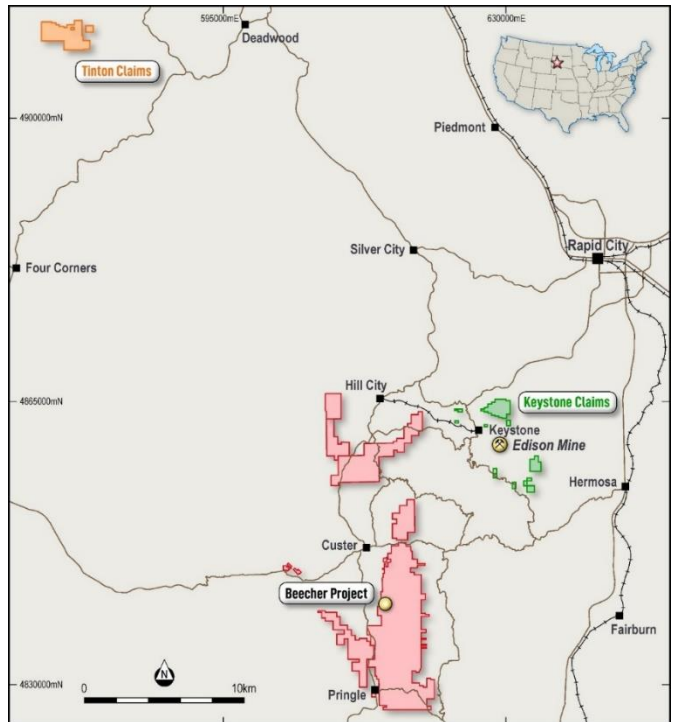 595000mE
630000mE
Deadwood
Tinton Claims
4900000mN
Piedmont
Silver City
Rapid City
Four Corners
4865000mN
Hill City
Keystone Claims
Keystone
Edison Mine
Hermosa
Custer
Beecher Project
Fairburn
N
4830000mN
0 10km
Pringle